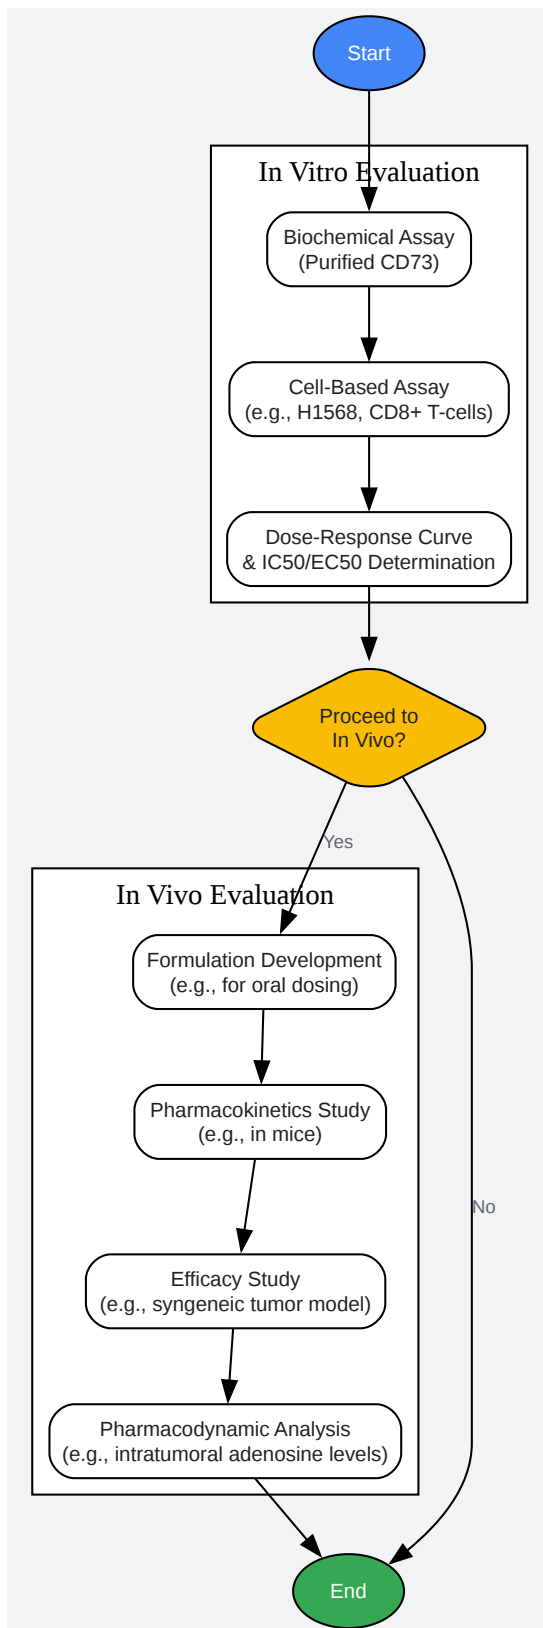 Start
In Vitro Evaluation
Biochemical Assay
(Purified CD73)
Cell-Based Assay
(e.g., H1568, CD8+ T-cells)
Dose-Response Curve
& IC50/EC50 Determination
Proceed to
In Vivo?
Yes
In Vivo Evaluation
Formulation Development
(e.g., for oral dosing)
Pharmacokinetics Study
(e.g., in mice)
No
Efficacy Study
(e.g., syngeneic tumor model)
Pharmacodynamic Analysis
(e.g., intratumoral adenosine levels)
End